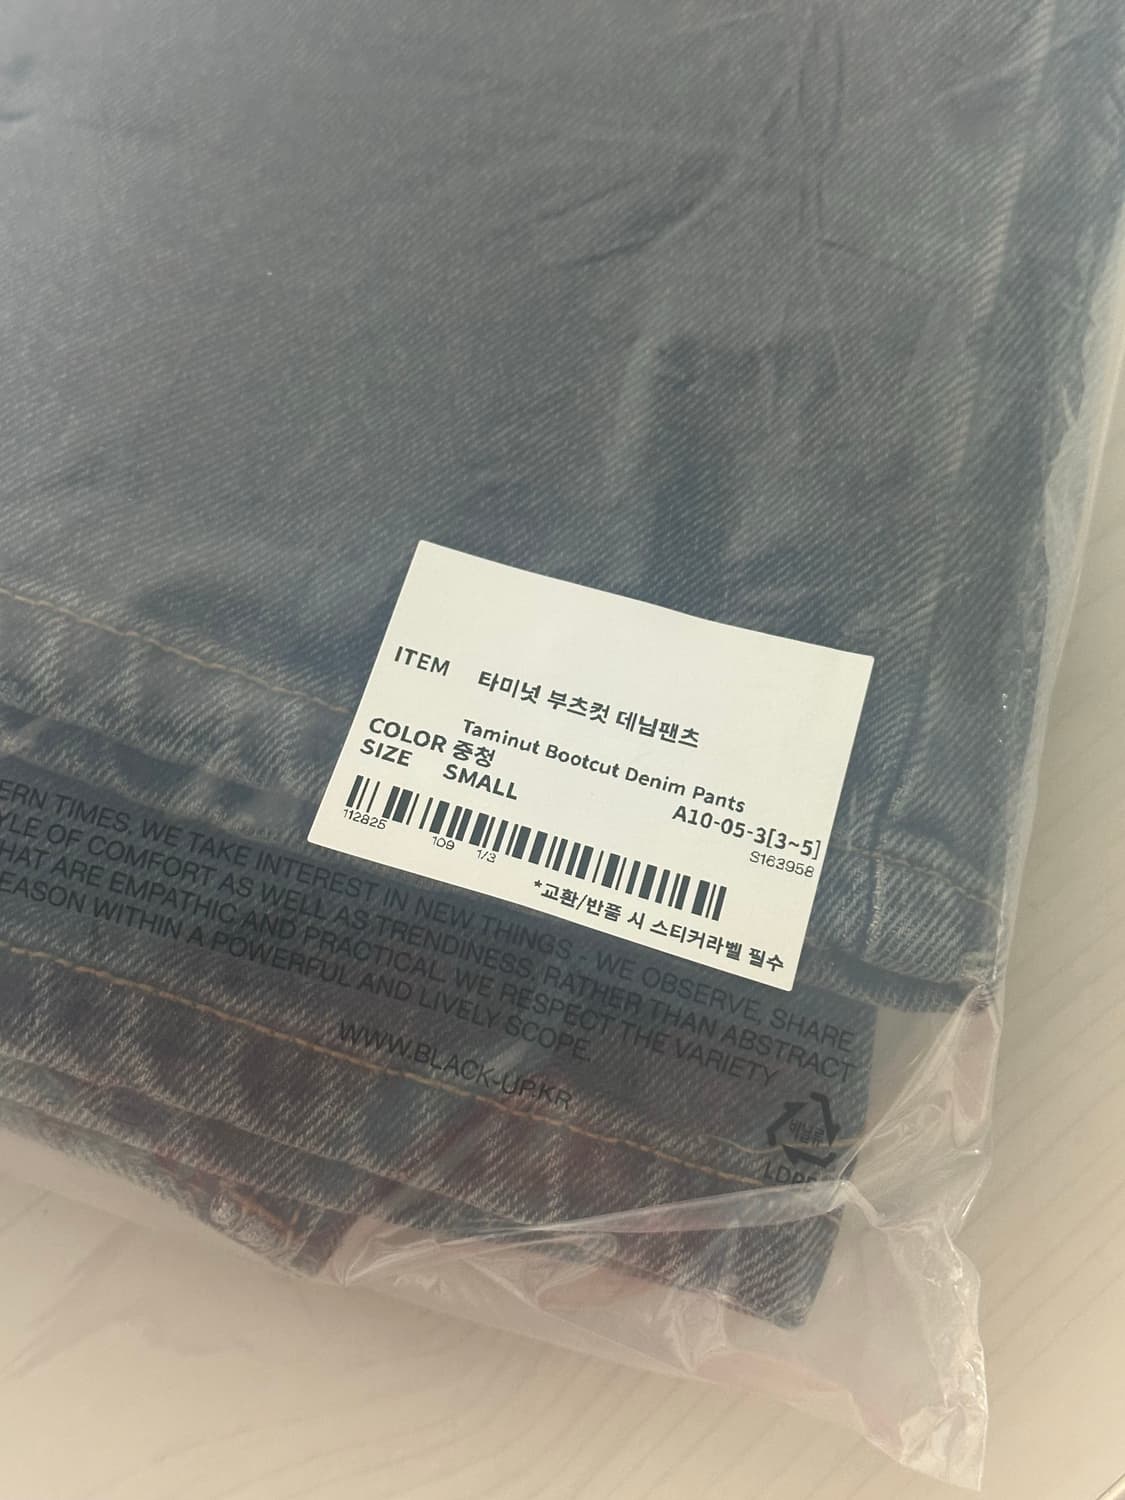 ITEM 타미넛 부츠컷 데님팬츠
Taminut Bootcut Denim Pants
COLOR 중청
SIZE SMALL
A10-05-3[3~5]
S163958
112825 109 1/3
*교환/반품 시 스티커라벨 필수
ERN TIMES, WE TAKE INTEREST IN NEW THINGS - WE OBSERVE, SHARE
YLE OF COMFORT AS WELL AS TRENDINESS, RATHER THAN ABSTRACT
HAT ARE EMPATHIC AND PRACTICAL. WE RESPECT THE VARIETY
EASON WITHIN A POWERFUL AND LIVELY SCOPE.
WWW.BLACK-UP.KR
비닐류
LDPE